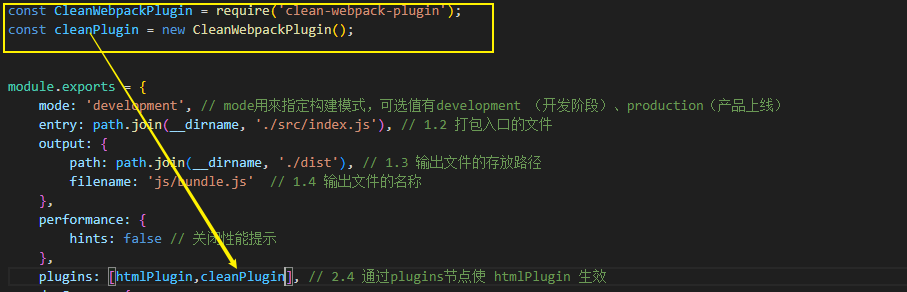 const CleanWebpackPlugin = require('clean-webpack-plugin');
const cleanPlugin = new CleanWebpackPlugin();
module.exports = {
mode: 'development', // mode用來指定构建模式，可选值有development （开发阶段）、production（产品上线）
entry: path.join(__dirname, './src/index.js'), // 1.2 打包入口的文件
output: {
path: path.join(__dirname, './dist'), // 1.3 输出文件的存放路径
filename: 'js/bundle.js' // 1.4 输出文件的名称
},
performance: {
hints: false // 关闭性能提示
},
plugins: [htmlPlugin,cleanPlugin], // 2.4 通过plugins节点使 htmlPlugin 生效